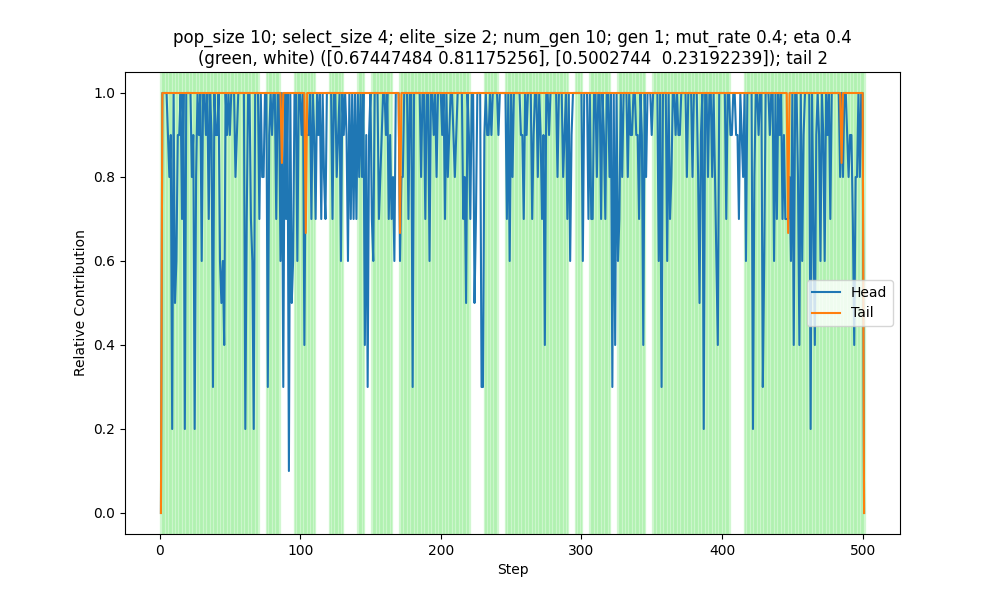 pop_size 10; select_size 4; elite_size 2; num_gen 10; gen 1; mut_rate 0.4; eta 0.4
(green, white) ([0.67447484 0.81175256], [0.5002744  0.23192239]); tail 2
1.0
0.8
0.6
0.4
0.2
0.0
Relative Contribution
Head
Tail
0
100
200
300
400
500
Step